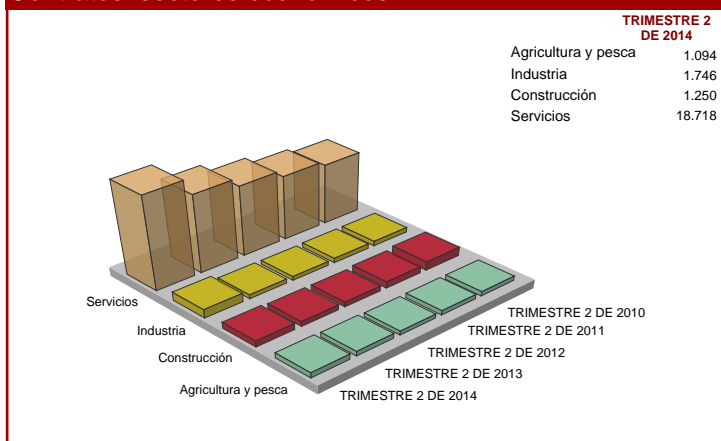 TRIMESTRE 2
DE 2014
Agricultura y pesca 1.094
Industria 1.746
Construcción 1.250
Servicios 18.718
Servicios
Industria
Construcción
Agricultura y pesca
TRIMESTRE 2 DE 2010
TRIMESTRE 2 DE 2011
TRIMESTRE 2 DE 2012
TRIMESTRE 2 DE 2013
TRIMESTRE 2 DE 2014